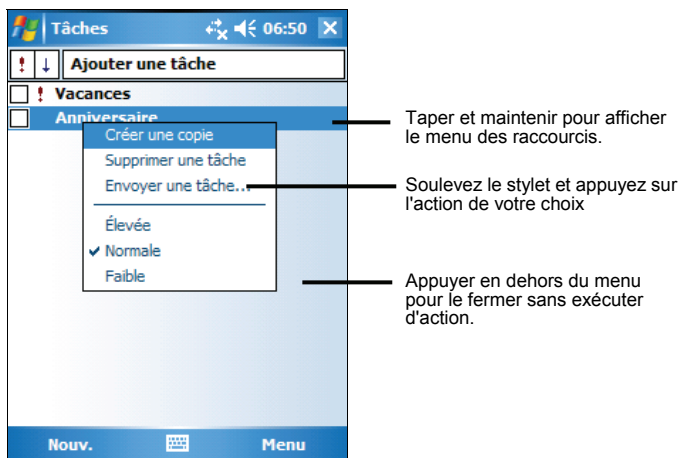 Tâches 06:50
! ↓ Ajouter une tâche
! Vacances
Anniversaire
Créer une copie
Supprimer une tâche
Envoyer une tâche...
Élevée
Normale
Faible
Nouv. Menu
Taper et maintenir pour afficher
le menu des raccourcis.
Soulevez le stylet et appuyez sur
l'action de votre choix
Appuyer en dehors du menu
pour le fermer sans exécuter
d'action.